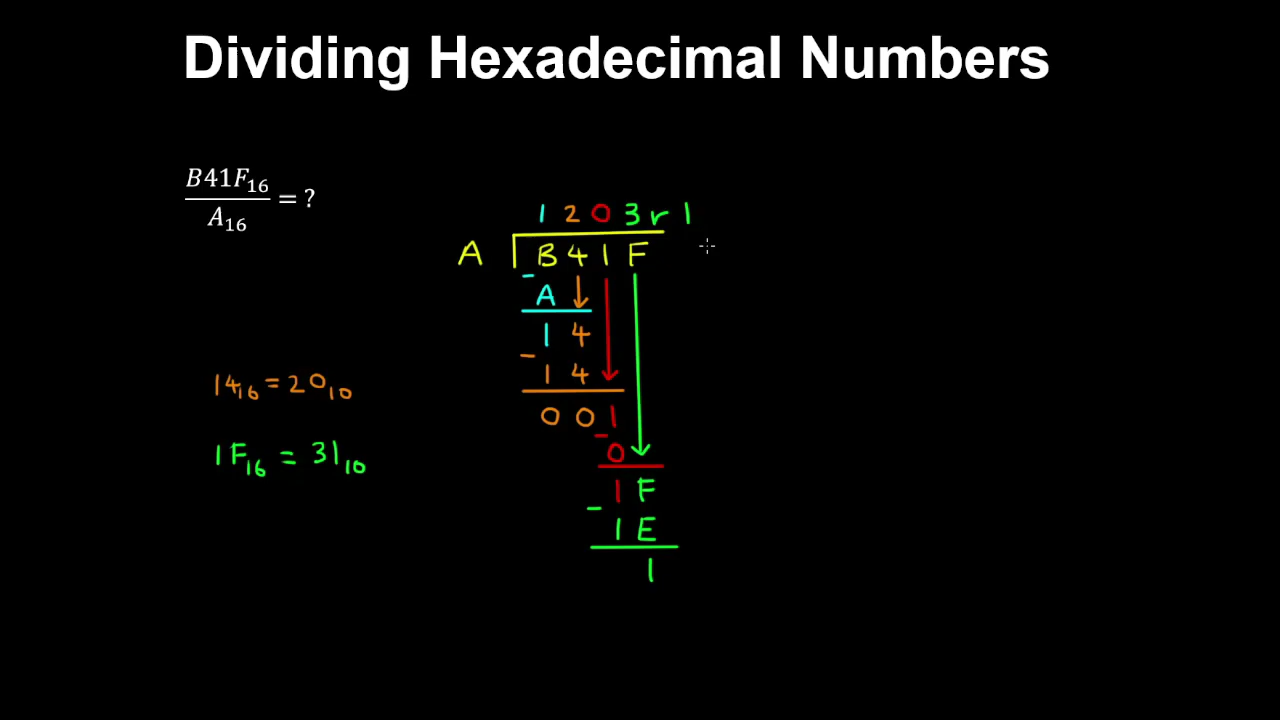 Dividing Hexadecimal Numbers
B41F₁₆
A₁₆
= ?
1 2 0 3 r 1
A B 4 1 F
- A
1 4
- 1 4
0 0 1
- 0
1 F
- 1 E
1
14₁₆ = 20₁₀
1F₁₆ = 31₁₀